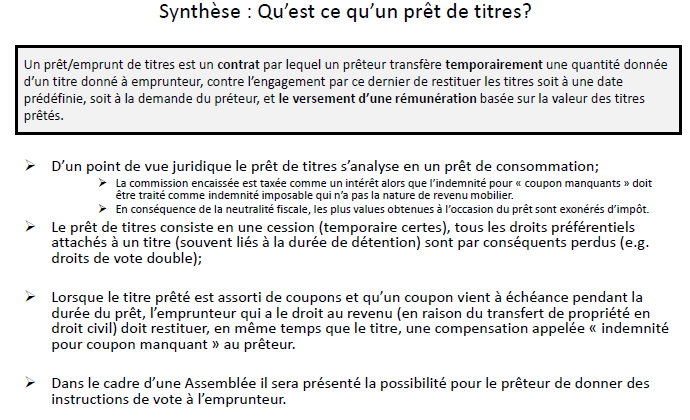 Synthèse : Qu'est ce qu'un prêt de titres?
Un prêt/emprunt de titres est un contrat par lequel un prêteur transfère temporairement une quantité donnée
d'un titre donné à emprunteur, contre l'engagement par ce dernier de restituer les titres soit à une date
prédéfinie, soit à la demande du préteur, et le versement d'une rémunération basée sur la valeur des titres
prêtés.
➢ D'un point de vue juridique le prêt de titres s'analyse en un prêt de consommation;
➢ La commission encaissée est taxée comme un intérêt alors que l'indemnité pour « coupon manquants » doit
être traité comme indemnité imposable qui n'a pas la nature de revenu mobilier.
➢ En conséquence de la neutralité fiscale, les plus values obtenues à l'occasion du prêt sont exonérés d'impôt.
➢ Le prêt de titres consiste en une cession (temporaire certes), tous les droits préférentiels
attachés à un titre (souvent liés à la durée de détention) sont par conséquents perdus (e.g.
droits de vote double);
➢ Lorsque le titre prêté est assorti de coupons et qu'un coupon vient à échéance pendant la
durée du prêt, l'emprunteur qui a le droit au revenu (en raison du transfert de propriété en
droit civil) doit restituer, en même temps que le titre, une compensation appelée « indemnité
pour coupon manquant » au prêteur.
➢ Dans le cadre d'une Assemblée il sera présenté la possibilité pour le prêteur de donner des
instructions de vote à l'emprunteur.